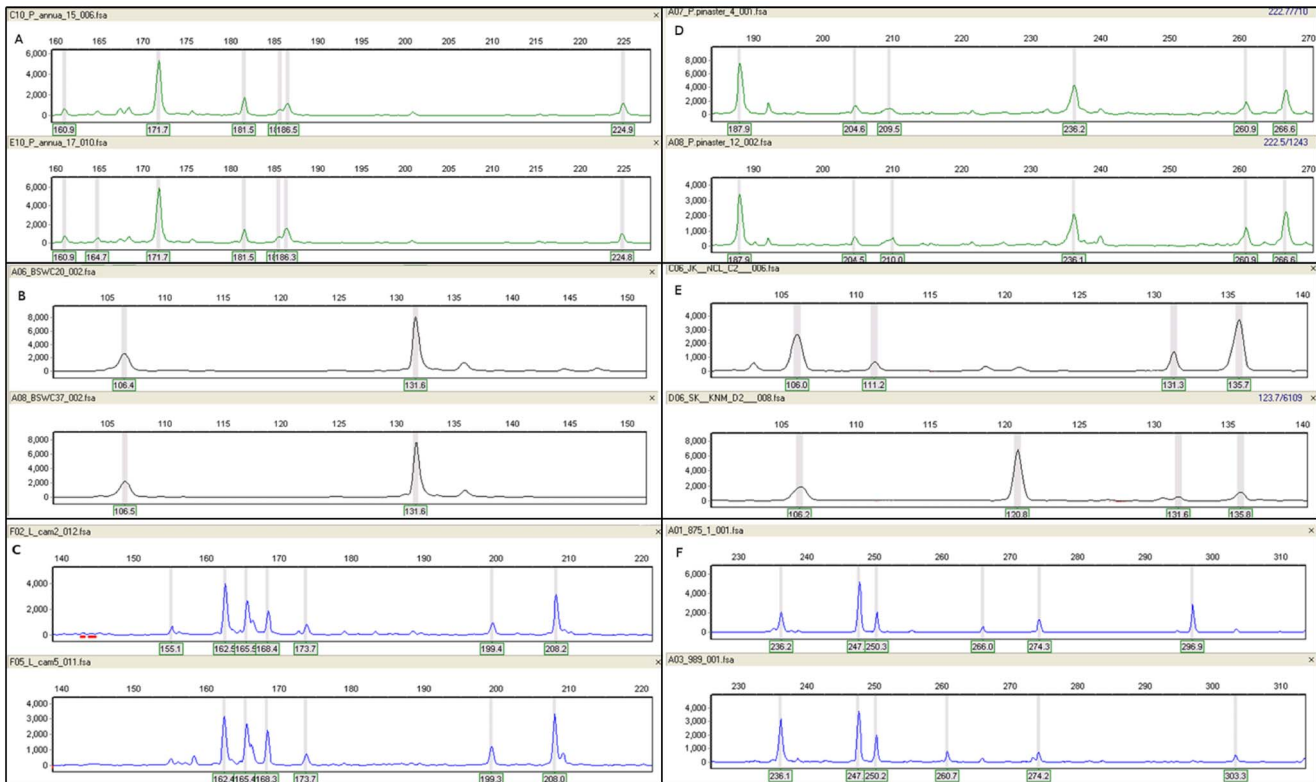 C10_P_annua_15_006.fsa ×
A
160 165 170 175 180 185 190 195 200 205 210 215 220 225
6,000
4,000
2,000
0
160.9 171.7 181.5 186.5 224.9
E10_P_annua_17_010.fsa ×
160 165 170 175 180 185 190 195 200 205 210 215 220 225
6,000
4,000
2,000
0
160.9 164.7 171.7 181.5 186.3 224.8
A06_BSWC20_002.fsa ×
B
105 110 115 120 125 130 135 140 145 150
8,000
6,000
4,000
2,000
0
106.4 131.6
A08_BSWC37_002.fsa ×
105 110 115 120 125 130 135 140 145 150
8,000
6,000
4,000
2,000
0
106.5 131.6
F02_L_cam2_012.fsa ×
C
140 150 160 170 180 190 200 210 220
4,000
2,000
0
155.1 162.5 165.5 168.4 173.7 199.4 208.2
F05_L_cam5_011.fsa ×
140 150 160 170 180 190 200 210 220
4,000
3,000
2,000
1,000
0
162.4 165.4 168.3 173.7 199.3 208.0
A07_P.pinaster_4_001.fsa 222.7/710
D
190 200 210 220 230 240 250 260 270
8,000
6,000
4,000
2,000
0
187.9 204.6 209.5 236.2 260.9 266.6
A08_P.pinaster_12_002.fsa 222.5/1243
190 200 210 220 230 240 250 260 270
4,000
3,000
2,000
1,000
0
187.9 204.5 210.0 236.1 260.9 266.6
C06_JK__NCL_C2___006.fsa
E
105 110 115 120 125 130 135 140
4,000
3,000
2,000
1,000
0
106.0 111.2 131.3 135.7
D06_SK__KNM_D2___008.fsa 123.7/6109 ×
105 110 115 120 125 130 135 140
8,000
6,000
4,000
2,000
0
106.2 120.8 131.6 135.8
A01_875_1_001.fsa ×
F
230 240 250 260 270 280 290 300 310
6,000
4,000
2,000
0
236.2 247. 250.3 266.0 274.3 296.9
A03_989_001.fsa ×
230 240 250 260 270 280 290 300 310
4,000
3,000
2,000
1,000
0
236.1 247. 250.2 260.7 274.2 303.3